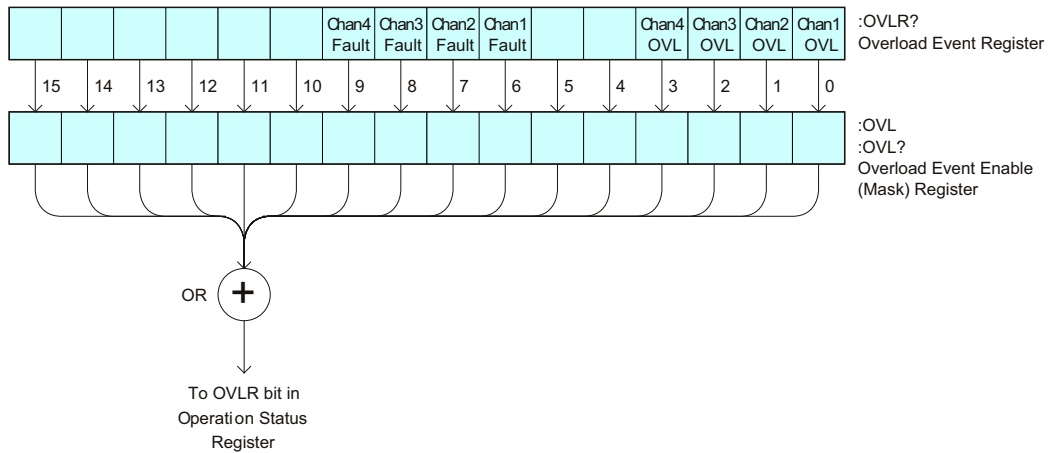 Chan4 Chan3 Chan2 Chan1 Chan4 Chan3 Chan2 Chan1
Fault Fault Fault Fault OVL OVL OVL OVL
:OVLR?
Overload Event Register
15 14 13 12 11 10 9 8 7 6 5 4 3 2 1 0
:OVL
:OVL?
Overload Event Enable
(Mask) Register
OR +
To OVLR bit in
Operation Status
Register